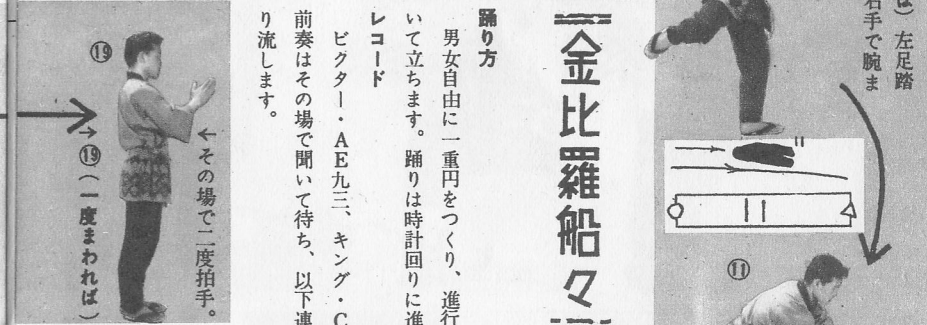 は）左足踏
右手で腕ま
⑪
金比羅船々
踊り方
男女自由に一重円をつくり、進行
いて立ちます。踊りは時計回りに進
レコード
ビクター・AE九三、キング・C
前奏はその場で聞いて待ち、以下連
り流します。
⑲
←その場で二度拍手。
→⑲（一度まわれば）